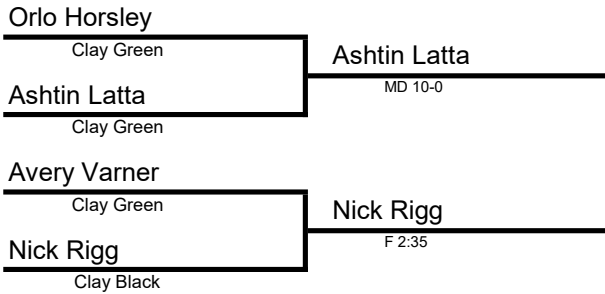 Orlo Horsley
Clay Green
Ashtin Latta
MD 10-0
Ashtin Latta
Clay Green
Avery Varner
Clay Green
Nick Rigg
F 2:35
Nick Rigg
Clay Black